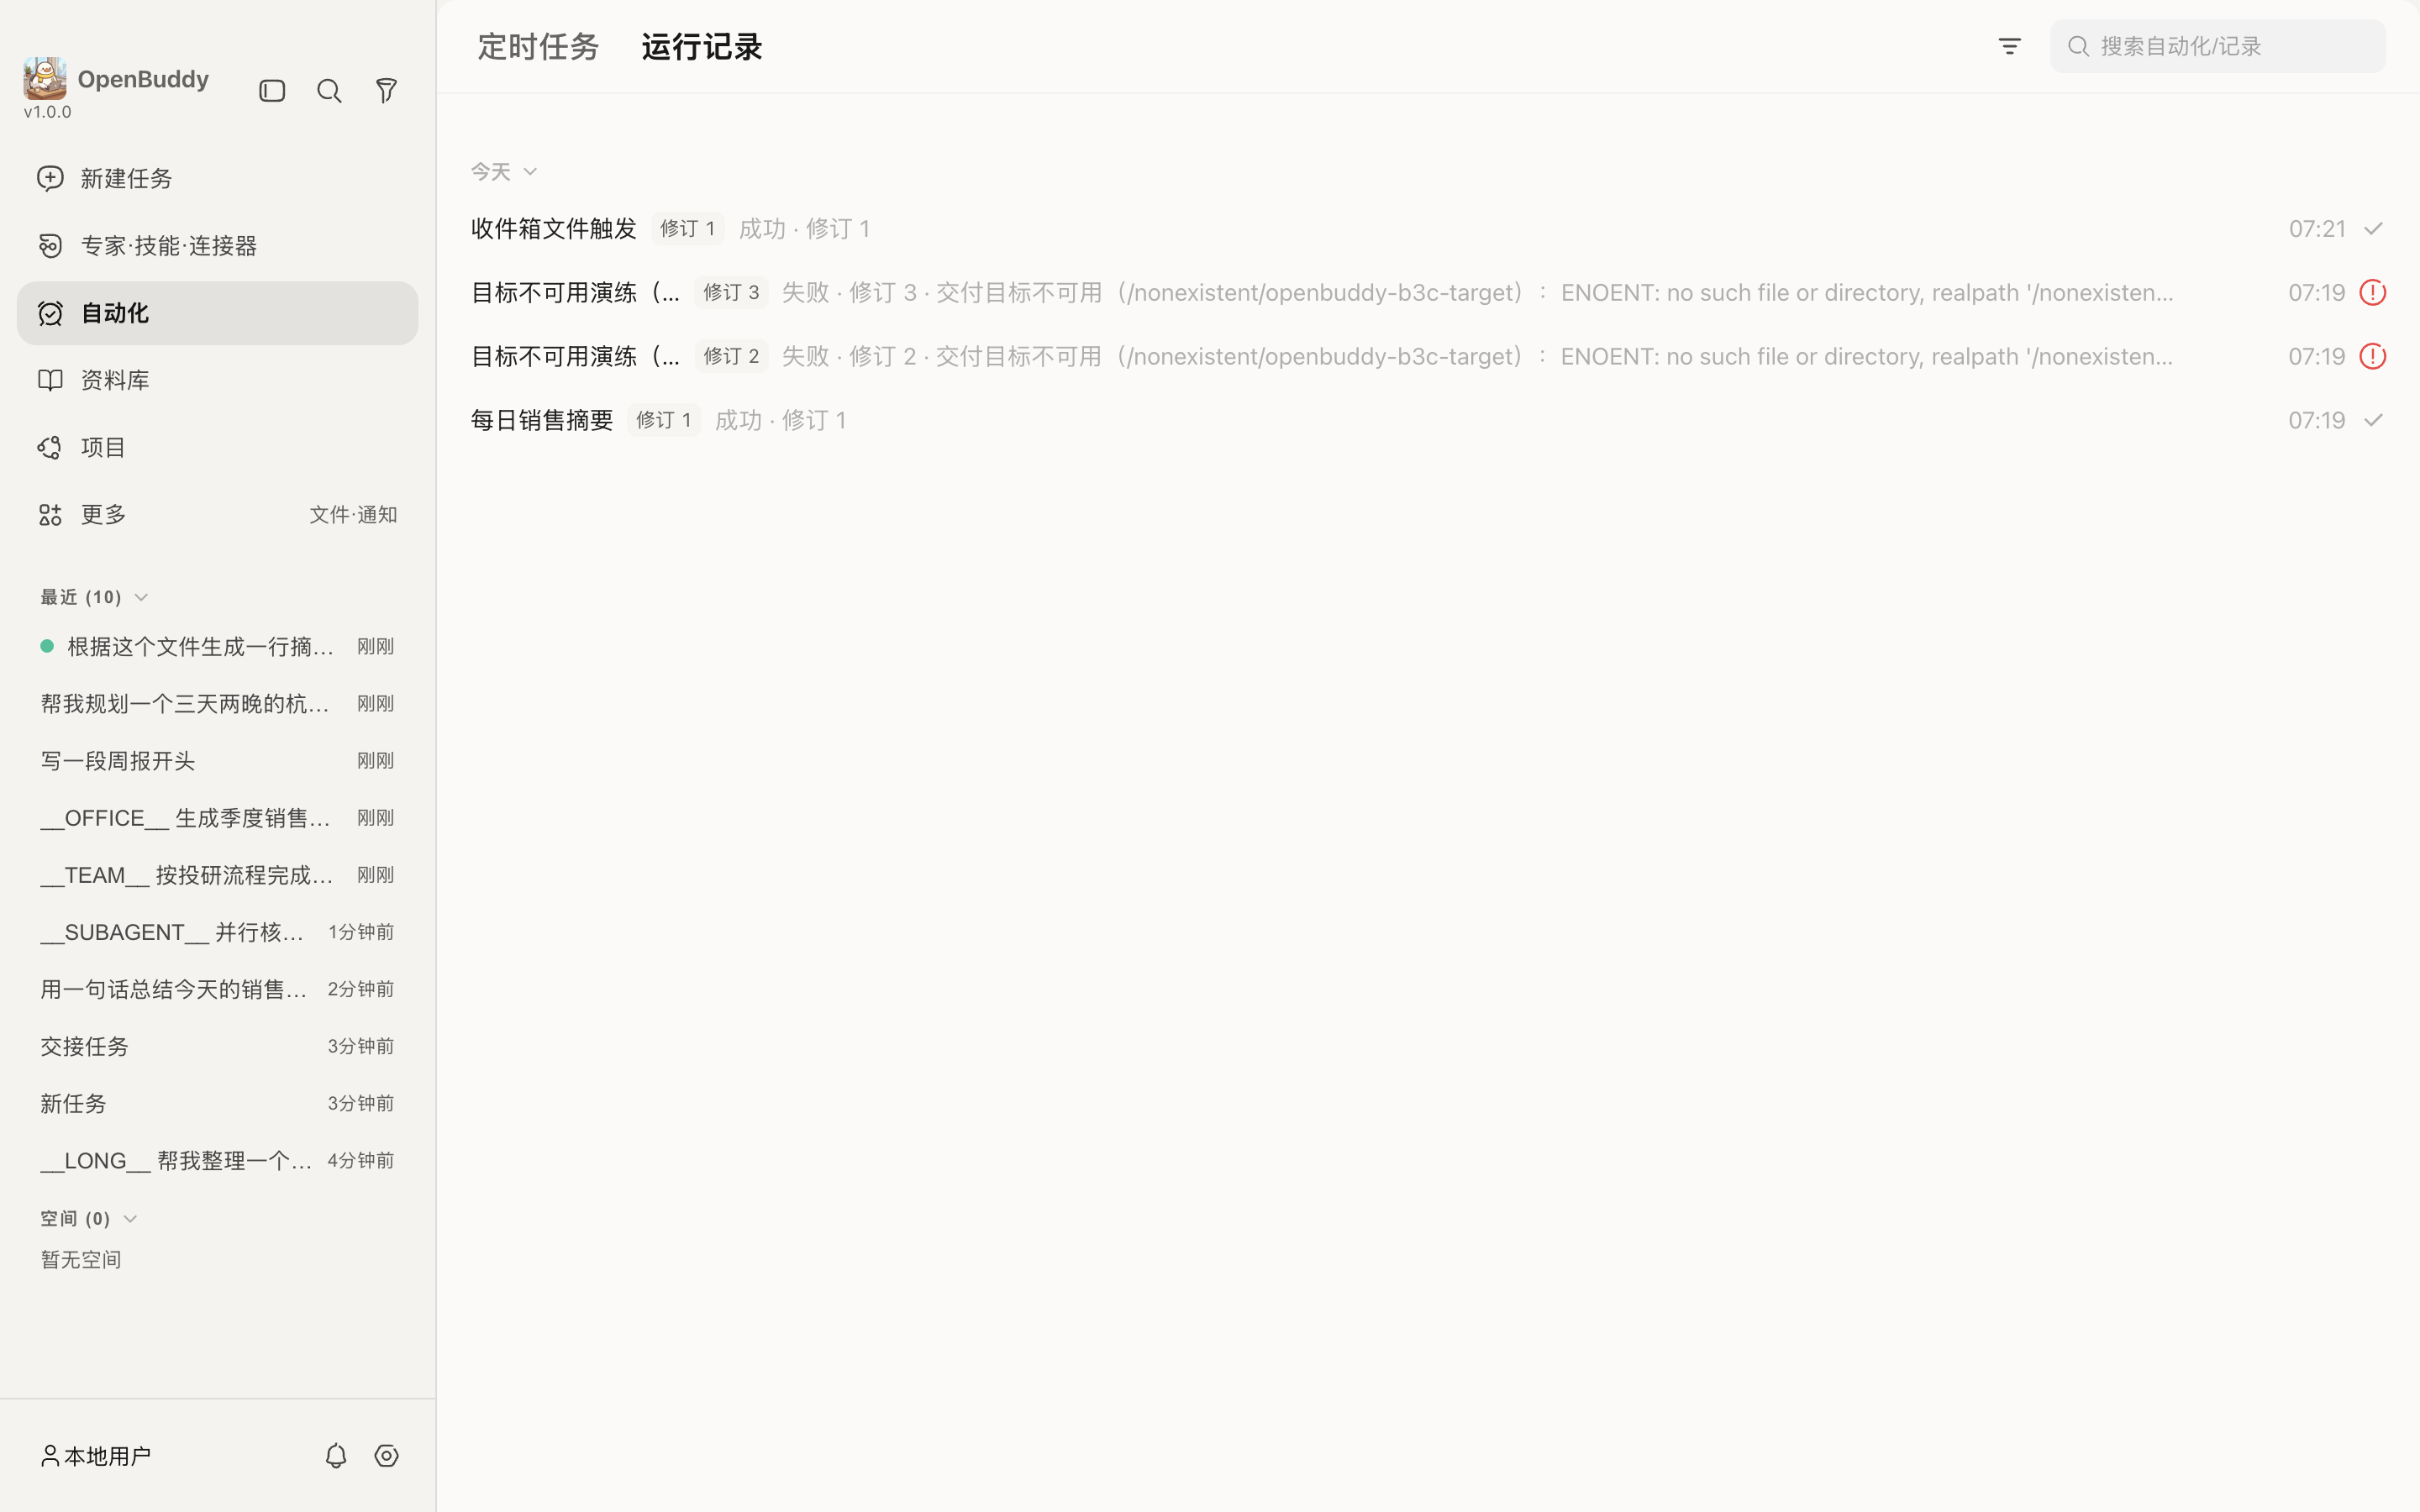 OpenBuddy
v1.0.0
新建任务
专家·技能·连接器
自动化
资料库
项目
更多 文件·通知
最近 (10)
根据这个文件生成一行摘… 刚刚
帮我规划一个三天两晚的杭… 刚刚
写一段周报开头 刚刚
__OFFICE__ 生成季度销售… 刚刚
__TEAM__ 按投研流程完成… 刚刚
__SUBAGENT__ 并行核… 1分钟前
用一句话总结今天的销售… 2分钟前
交接任务 3分钟前
新任务 3分钟前
__LONG__ 帮我整理一个… 4分钟前
空间 (0)
暂无空间
本地用户
定时任务 运行记录 搜索自动化/记录
今天
收件箱文件触发 修订 1 成功 · 修订 1 07:21
目标不可用演练（… 修订 3 失败 · 修订 3 · 交付目标不可用（/nonexistent/openbuddy-b3c-target）：ENOENT: no such file or directory, realpath '/nonexisten… 07:19
目标不可用演练（… 修订 2 失败 · 修订 2 · 交付目标不可用（/nonexistent/openbuddy-b3c-target）：ENOENT: no such file or directory, realpath '/nonexisten… 07:19
每日销售摘要 修订 1 成功 · 修订 1 07:19